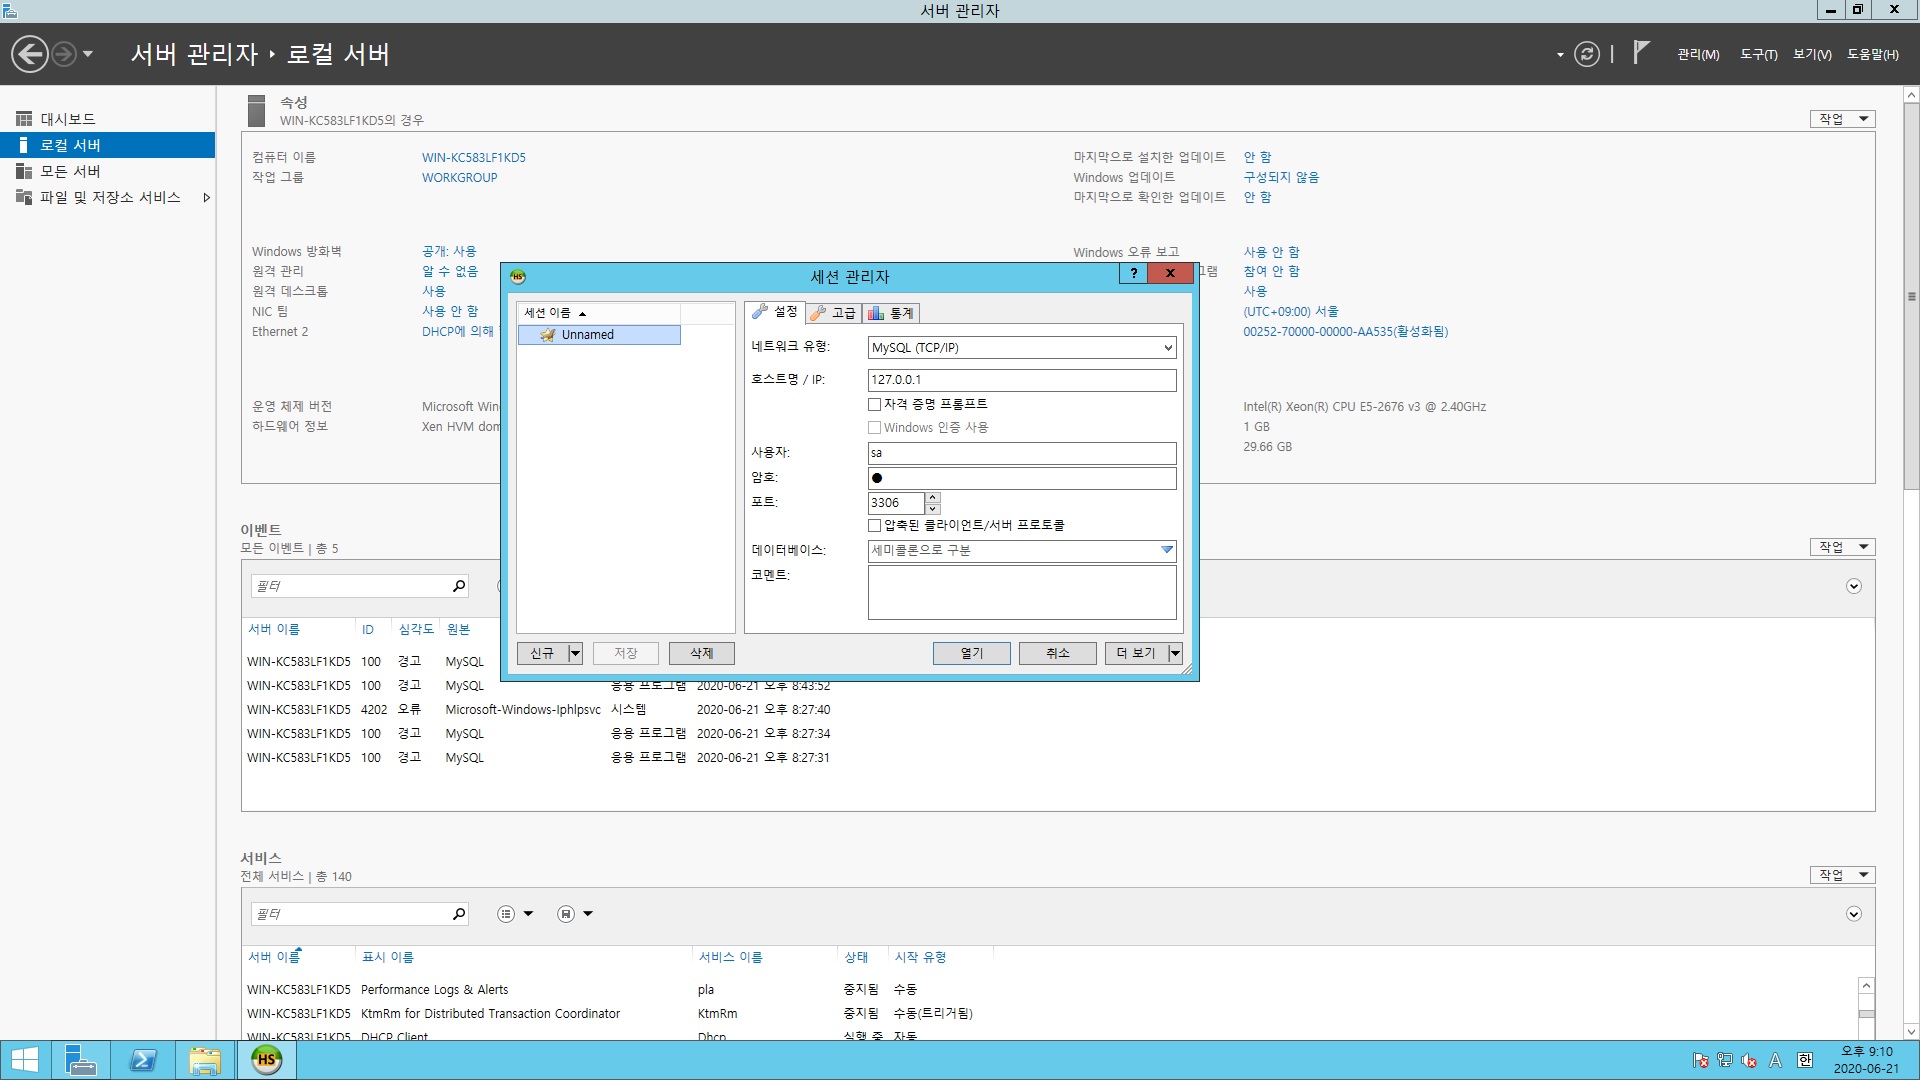 서버 관리자
서버 관리자 ‣ 로컬 서버
관리(M) 도구(T) 보기(V) 도움말(H)
대시보드
로컬 서버
모든 서버
파일 및 저장소 서비스
속성
WIN-KC583LF1KD5의 경우
작업
컴퓨터 이름 WIN-KC583LF1KD5 마지막으로 설치한 업데이트 안 함
작업 그룹 WORKGROUP Windows 업데이트 구성되지 않음
마지막으로 확인한 업데이트 안 함
Windows 방화벽 공개: 사용 Windows 오류 보고 사용 안 함
원격 관리 알 수 없음 램 참여 안 함
원격 데스크톱 사용 사용
NIC 팀 사용 안 함 (UTC+09:00) 서울
Ethernet 2 DHCP에 의해 00252-70000-00000-AA535(활성화됨)
운영 체제 버전 Microsoft Win Intel(R) Xeon(R) CPU E5-2676 v3 @ 2.40GHz
하드웨어 정보 Xen HVM dom 1 GB
29.66 GB
세션 관리자
세션 이름
Unnamed
설정 고급 통계
네트워크 유형: MySQL (TCP/IP)
호스트명 / IP: 127.0.0.1
자격 증명 프롬프트
Windows 인증 사용
사용자: sa
암호: ●
포트: 3306
압축된 클라이언트/서버 프로토콜
데이터베이스: 세미콜론으로 구분
코멘트:
신규 저장 삭제 열기 취소 더 보기
이벤트
모든 이벤트 | 총 5
작업
필터
서버 이름 ID 심각도 원본
WIN-KC583LF1KD5 100 경고 MySQL
WIN-KC583LF1KD5 100 경고 MySQL 응용 프로그램 2020-06-21 오후 8:43:52
WIN-KC583LF1KD5 4202 오류 Microsoft-Windows-Iphlpsvc 시스템 2020-06-21 오후 8:27:40
WIN-KC583LF1KD5 100 경고 MySQL 응용 프로그램 2020-06-21 오후 8:27:34
WIN-KC583LF1KD5 100 경고 MySQL 응용 프로그램 2020-06-21 오후 8:27:31
서비스
전체 서비스 | 총 140
작업
필터
서버 이름 표시 이름 서비스 이름 상태 시작 유형
WIN-KC583LF1KD5 Performance Logs & Alerts pla 중지됨 수동
WIN-KC583LF1KD5 KtmRm for Distributed Transaction Coordinator KtmRm 중지됨 수동(트리거됨)
WIN-KC583LF1KD5 DHCP Client Dhcp 실행 중 자동
HS
A 한 오후 9:10
2020-06-21